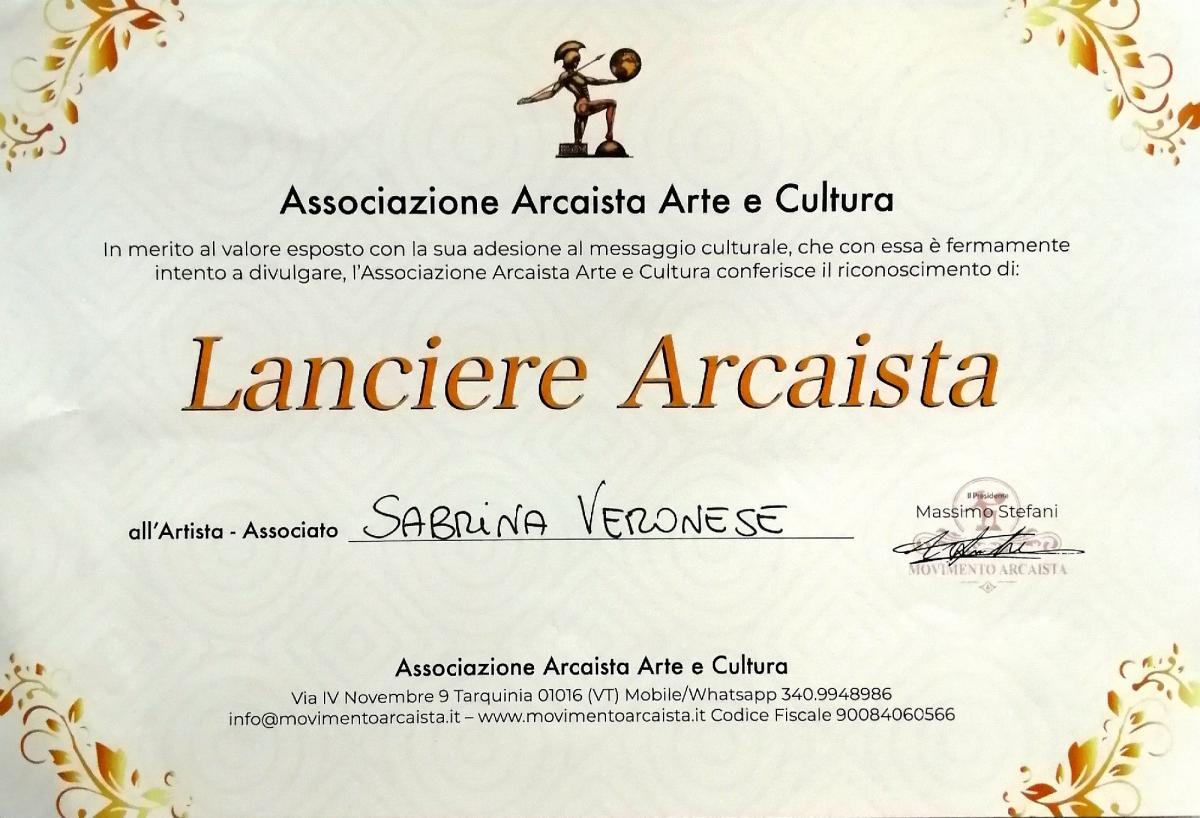 Associazione Arcaista Arte e Cultura
In merito al valore esposto con la sua adesione al messaggio culturale, che con essa è fermamente
intento a divulgare, l'Associazione Arcaista Arte e Cultura conferisce il riconoscimento di:
Lanciere Arcaista
all'Artista - Associato SABRINA VERONESE
Il Presidente
Massimo Stefani
MOVIMENTO ARCAISTA
Associazione Arcaista Arte e Cultura
Via IV Novembre 9 Tarquinia 01016 (VT) Mobile/Whatsapp 340.9948986
info@movimentoarcaista.it – www.movimentoarcaista.it Codice Fiscale 90084060566